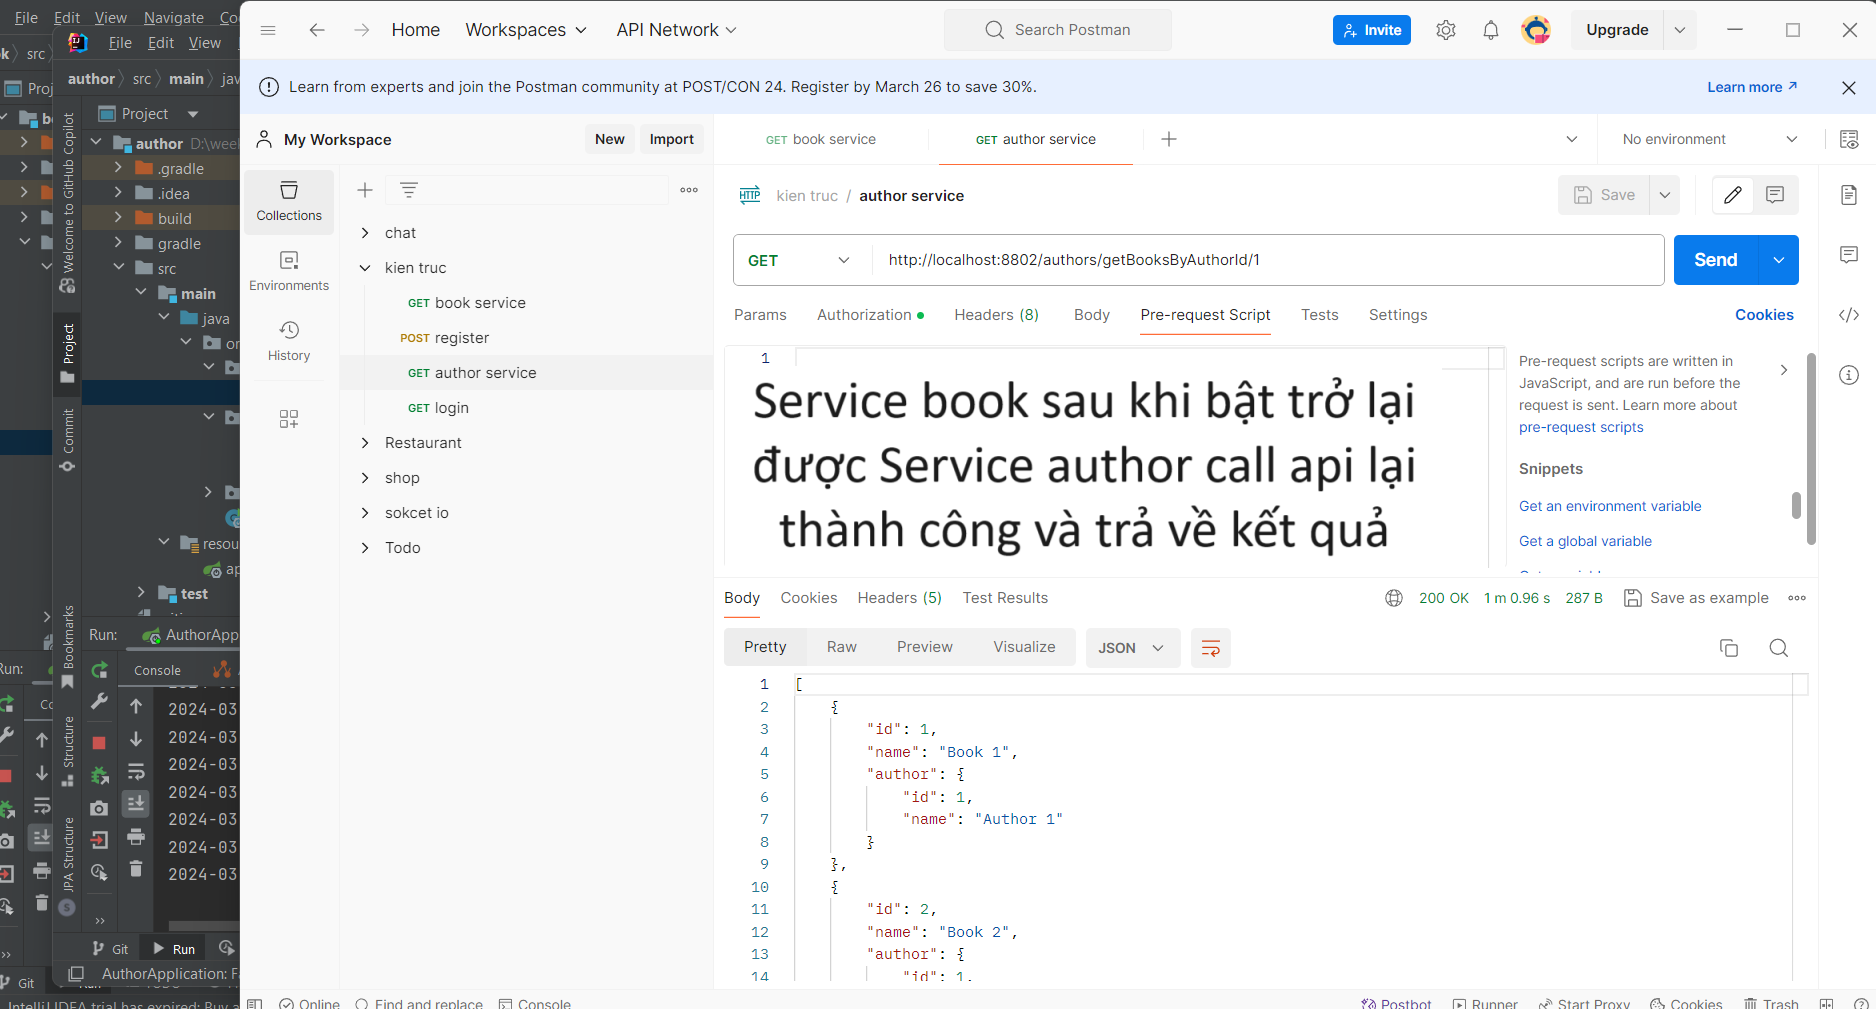 File Edit View Navigate
Home Workspaces API Network Search Postman Invite Upgrade
File Edit View
src
author src main
Learn from experts and join the Postman community at POST/CON 24. Register by March 26 to save 30%. Learn more
Project
My Workspace New Import
GET book service GET author service No environment
author
.gradle
.idea
build
gradle
src
main
java
test
Welcome to GitHub Copilot
Project
Commit
Bookmarks
Structure
JPA Structure
Collections
Environments
History
chat
kien truc
GET book service
POST register
GET author service
GET login
Restaurant
shop
sokcet io
Todo
HTTP kien truc / author service Save
GET http://localhost:8802/authors/getBooksByAuthorId/1 Send
Params Authorization Headers (8) Body Pre-request Script Tests Settings Cookies
1
Service book sau khi bật trở lại
được Service author call api lại
thành công và trả về kết quả
Pre-request scripts are written in
JavaScript, and are run before the
request is sent. Learn more about
pre-request scripts
Snippets
Get an environment variable
Get a global variable
Body Cookies Headers (5) Test Results 200 OK 1 m 0.96 s 287 B Save as example
Pretty Raw Preview Visualize JSON
1 [
2 {
3 "id": 1,
4 "name": "Book 1",
5 "author": {
6 "id": 1,
7 "name": "Author 1"
8 }
9 },
10 {
11 "id": 2,
12 "name": "Book 2",
13 "author": {
14 "id": 1,
Run: AuthorApp
Console
2024-03
2024-03
2024-03
2024-03
2024-03
2024-03
2024-03
Git Run
AuthorApplication:
Git
IntelliJ IDEA trial has expired: Buy
Online Find and replace Console Postbot Runner Start Proxy Cookies Trash